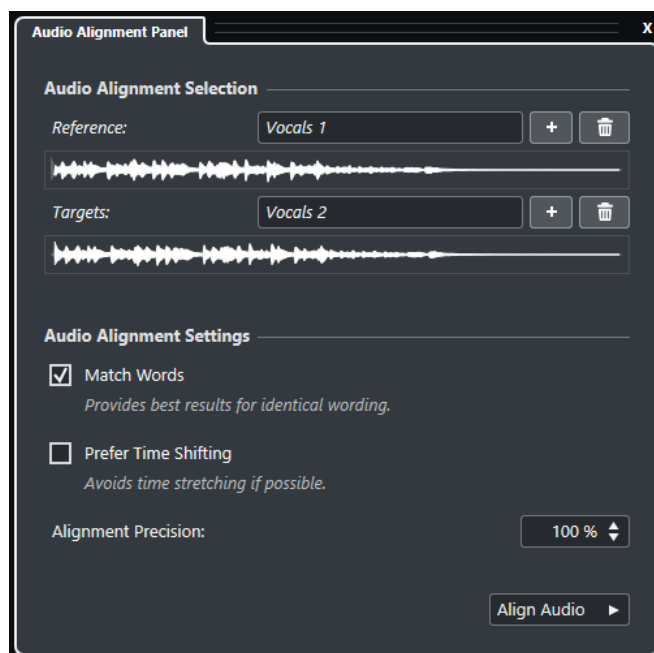 Audio Alignment Panel X
Audio Alignment Selection
Reference: Vocals 1 +
Targets: Vocals 2 +
Audio Alignment Settings
Match Words
Provides best results for identical wording.
Prefer Time Shifting
Avoids time stretching if possible.
Alignment Precision: 100 %
Align Audio